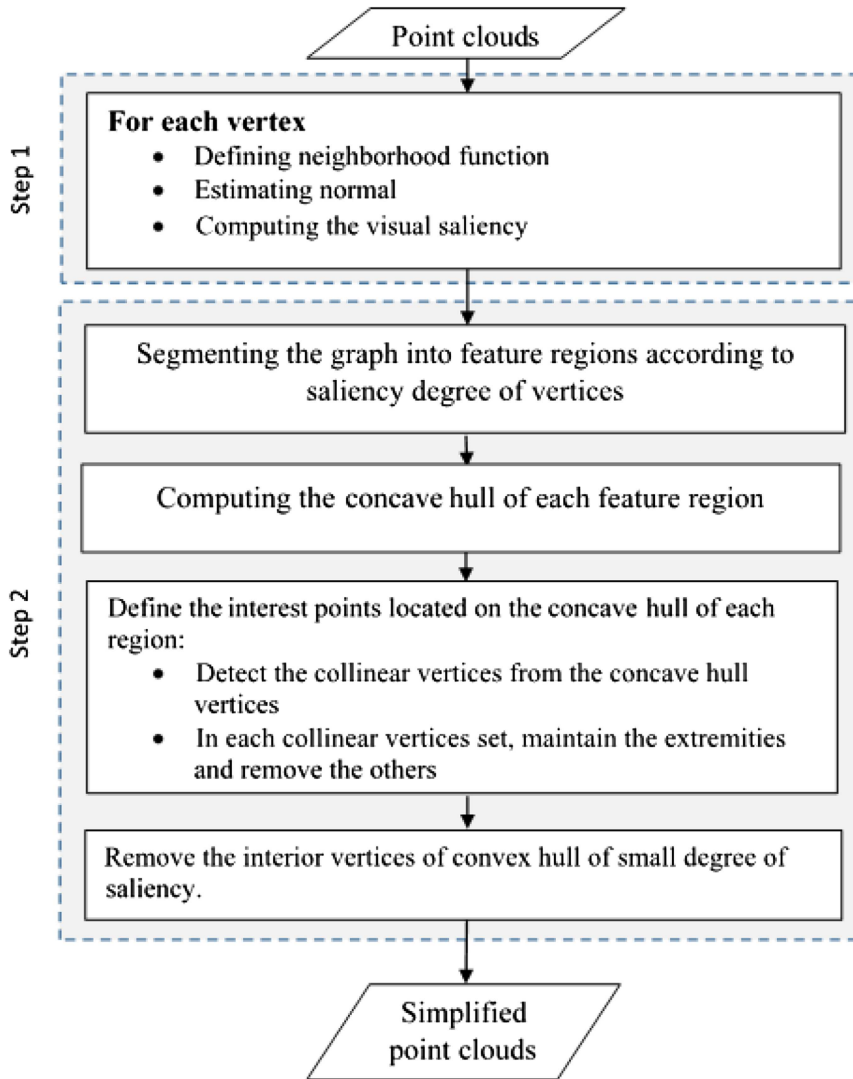 Point clouds
Step 1
For each vertex
• Defining neighborhood function
• Estimating normal
• Computing the visual saliency
Step 2
Segmenting the graph into feature regions according to
saliency degree of vertices
Computing the concave hull of each feature region
Define the interest points located on the concave hull of each
region:
• Detect the collinear vertices from the concave hull
vertices
• In each collinear vertices set, maintain the extremities
and remove the others
Remove the interior vertices of convex hull of small degree of
saliency.
Simplified
point clouds